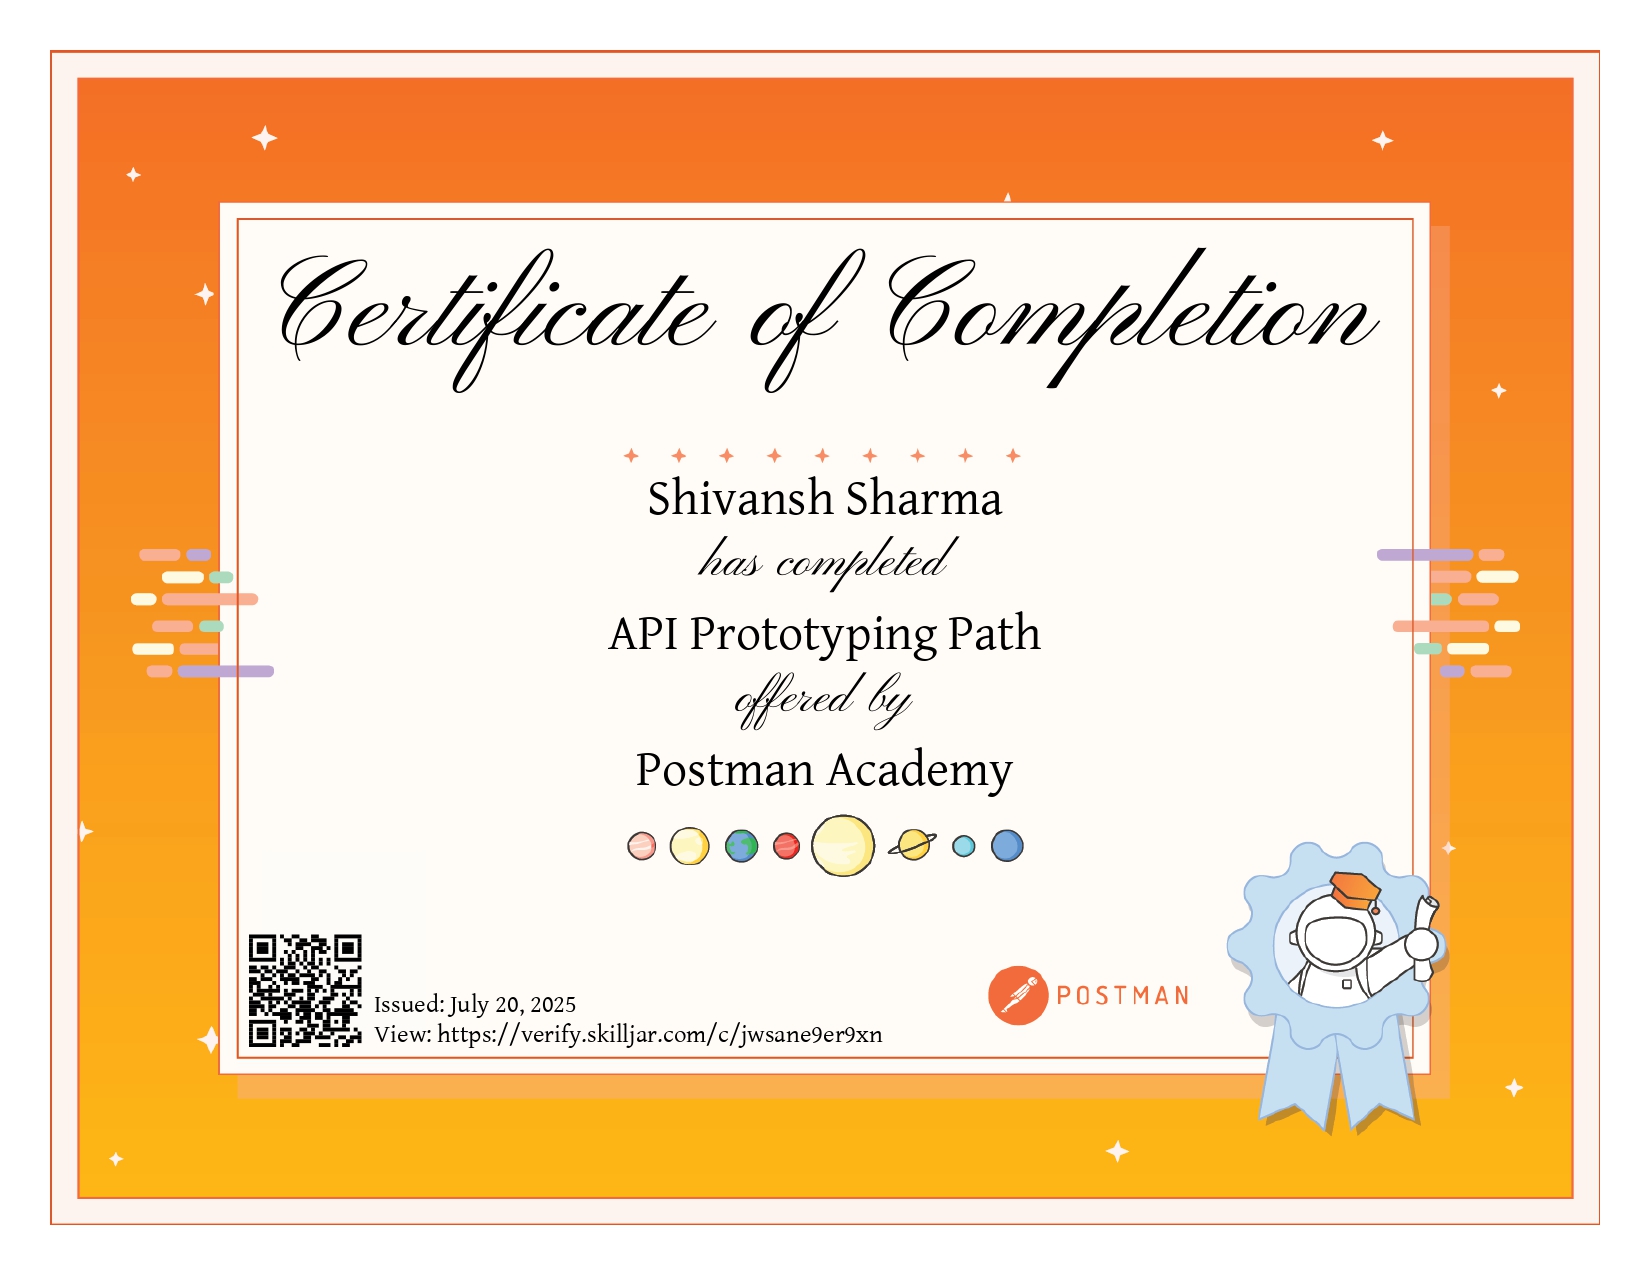 Certificate of Completion
Shivansh Sharma
has completed
API Prototyping Path
offered by
Postman Academy
Issued: July 20, 2025
View: https://verify.skilljar.com/c/jwsane9er9xn
POSTMAN